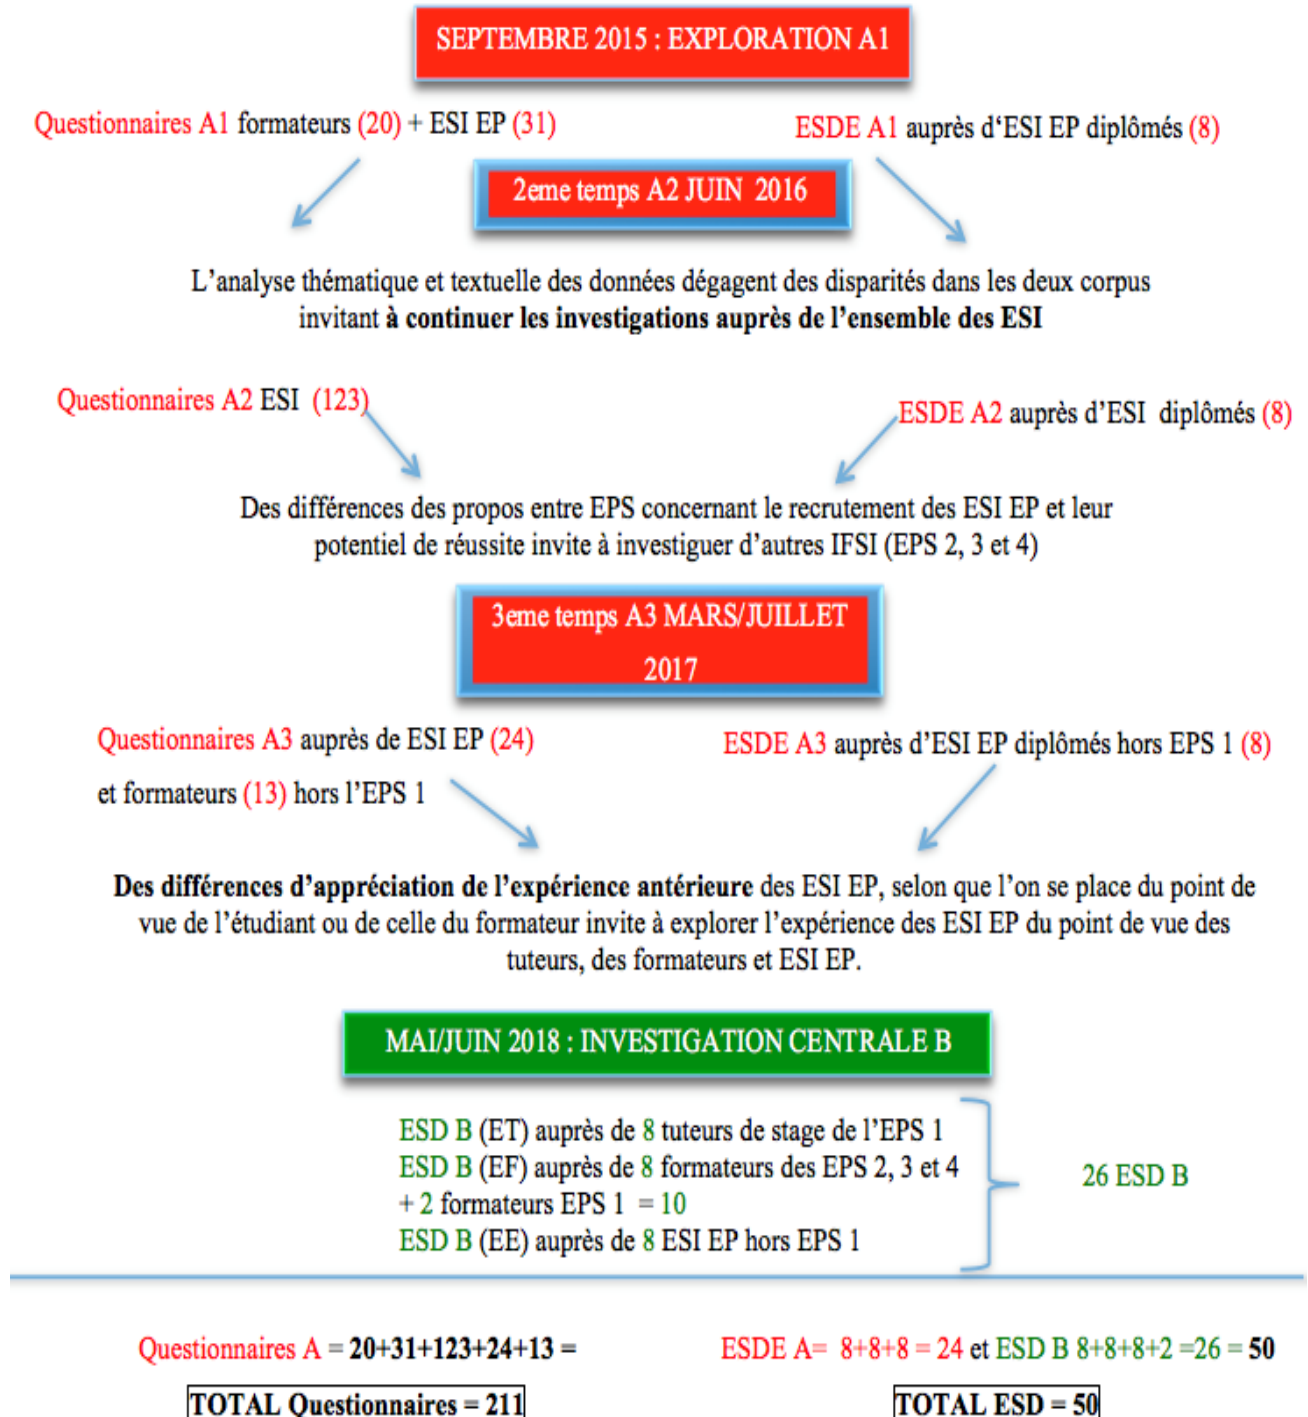 SEPTEMBRE 2015 : EXPLORATION A1
Questionnaires A1 formateurs (20) + ESI EP (31)
ESDE A1 auprès d‘ESI EP diplômés (8)
2eme temps A2 JUIN 2016
L’analyse thématique et textuelle des données dégagent des disparités dans les deux corpus
invitant à continuer les investigations auprès de l’ensemble des ESI
Questionnaires A2 ESI (123)
ESDE A2 auprès d’ESI diplômés (8)
Des différences des propos entre EPS concernant le recrutement des ESI EP et leur
potentiel de réussite invite à investiguer d’autres IFSI (EPS 2, 3 et 4)
3eme temps A3 MARS/JUILLET
2017
Questionnaires A3 auprès de ESI EP (24)
et formateurs (13) hors l’EPS 1
ESDE A3 auprès d’ESI EP diplômés hors EPS 1 (8)
Des différences d’appréciation de l’expérience antérieure des ESI EP, selon que l’on se place du point de
vue de l’étudiant ou de celle du formateur invite à explorer l’expérience des ESI EP du point de vue des
tuteurs, des formateurs et ESI EP.
MAI/JUIN 2018 : INVESTIGATION CENTRALE B
ESD B (ET) auprès de 8 tuteurs de stage de l’EPS 1
ESD B (EF) auprès de 8 formateurs des EPS 2, 3 et 4
+ 2 formateurs EPS 1 = 10
ESD B (EE) auprès de 8 ESI EP hors EPS 1
26 ESD B
Questionnaires A = 20+31+123+24+13 =
TOTAL Questionnaires = 211
ESDE A= 8+8+8 = 24 et ESD B 8+8+8+2 =26 = 50
TOTAL ESD = 50